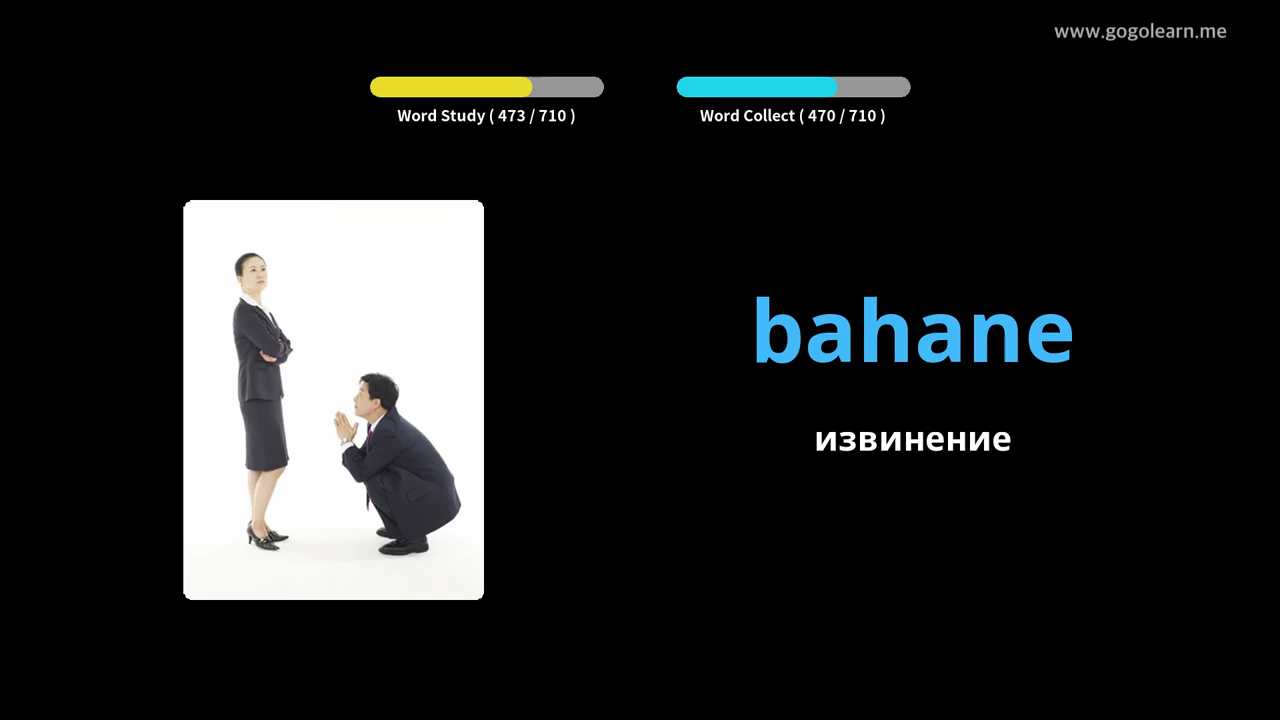 www.gogolearn.me
Word Study ( 473 / 710 )
Word Collect ( 470 / 710 )
bahane
извинение